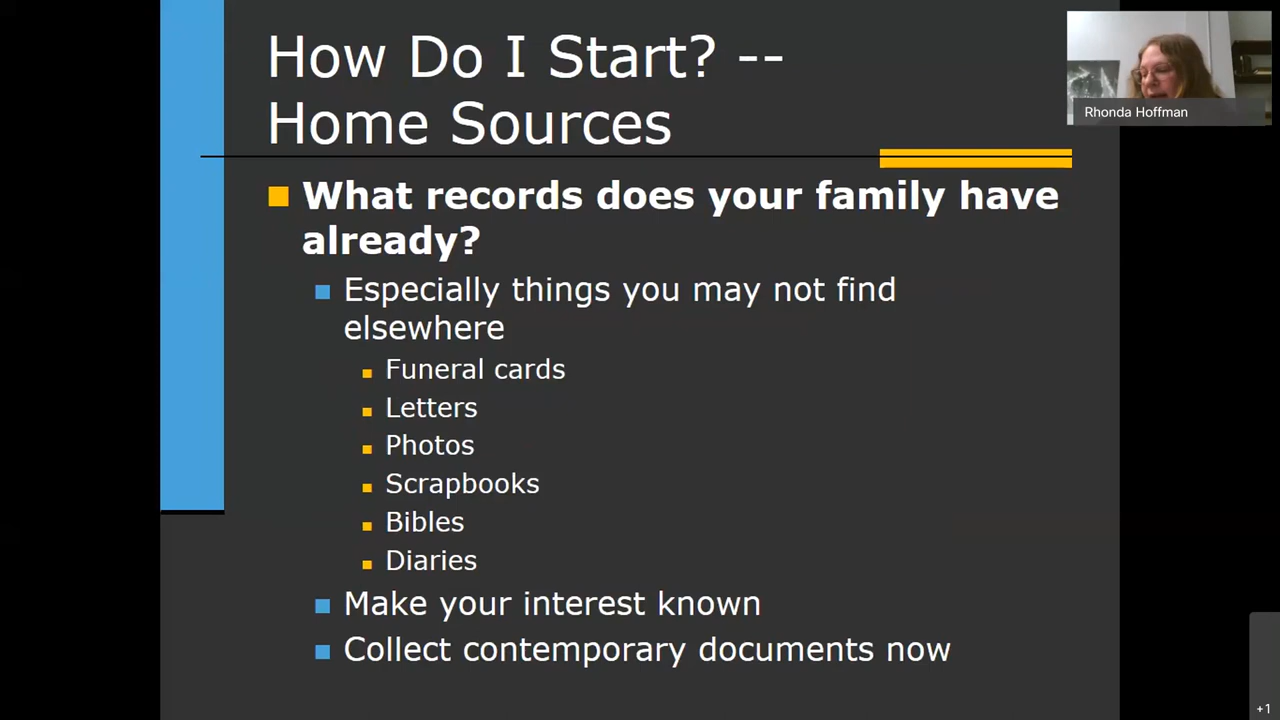 How Do I Start? --
Home Sources
Rhonda Hoffman
What records does your family have
already?
Especially things you may not find
elsewhere
Funeral cards
Letters
Photos
Scrapbooks
Bibles
Diaries
Make your interest known
Collect contemporary documents now
+1